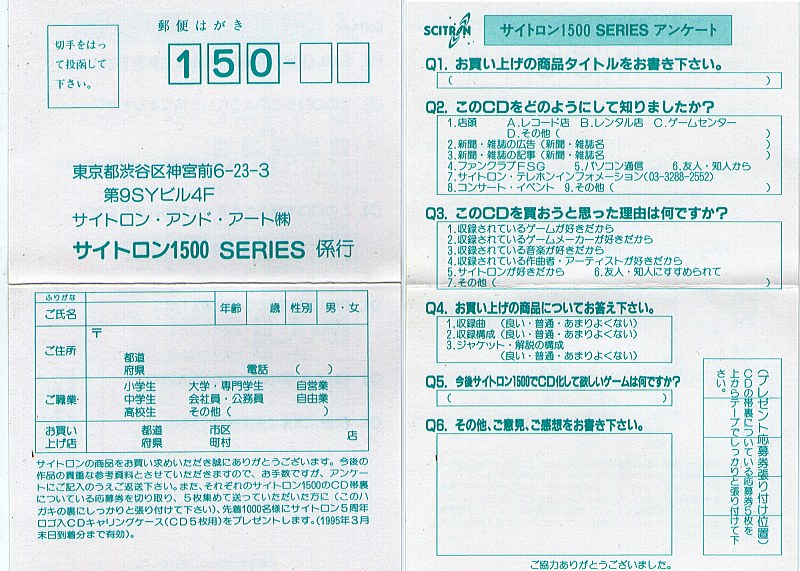 郵便はがき
切手をはっ
て投函して
下さい。
150-
東京都渋谷区神宮前6-23-3
第9SYビル4F
サイトロン・アンド・アート㈱
サイトロン1500 SERIES 係行
ふりがな
ご氏名
年齢 歳 性別 男・女
ご住所
〒
都道
府県 電話 ( )
ご職業
小学生 大学・専門学生 自営業
中学生 会社員・公務員 自由業
高校生 その他( )
お買い
上げ店
都道 市区
府県 町村 店
サイトロンの商品をお買い求めいただき誠にありがとうございます。今後の
作品の貴重な参考資料とさせていただきますので、お手数ですが、アンケー
トにご記入のうえご返送下さい。また、それぞれのサイトロン1500のCD帯裏
についている応募券を切り取り、5枚集めて送っていただいた方に(このハ
ガキの裏にしっかりと張り付けて下さい)、先着1000名様にサイトロン5周年
ロゴ入CDキャリングケース(CD5枚用)をプレゼントします。(1995年3月
末日到着分まで有効)。
SCITRON
サイトロン1500 SERIES アンケート
Q1. お買い上げの商品タイトルをお書き下さい。
( )
Q2. このCDをどのようにして知りましたか?
1.店頭 A.レコード店 B.レンタル店 C.ゲームセンター
D.その他( )
2.新聞・雑誌の広告(新聞・雑誌名 )
3.新聞・雑誌の記事(新聞・雑誌名 )
4.ファンクラブFSG 5.パソコン通信 6.友人・知人から
7.サイトロン・テレホンインフォメーション(03-3288-2552)
8.コンサート・イベント 9.その他( )
Q3. このCDを買おうと思った理由は何ですか?
1.収録されているゲームが好きだから
2.収録されているゲームメーカーが好きだから
3.収録されている音楽が好きだから
4.収録されている作曲者・アーティストが好きだから
5.サイトロンが好きだから 6.友人・知人にすすめられて
7.その他( )
Q4. お買い上げの商品についてお答え下さい。
1.収録曲 (良い・普通・あまりよくない)
2.収録構成(良い・普通・あまりよくない)
3.ジャケット・解説の構成
(良い・普通・あまりよくない)
Q5. 今後サイトロン1500でCD化して欲しいゲームは何ですか?
( )
Q6. その他、ご意見、ご感想をお書き下さい。
(プレゼント応募券張り付け位置)
CDの帯裏についている応募券5枚を
上からテープでしっかりと張り付けて下
さい。
ご協力ありがとうございました。